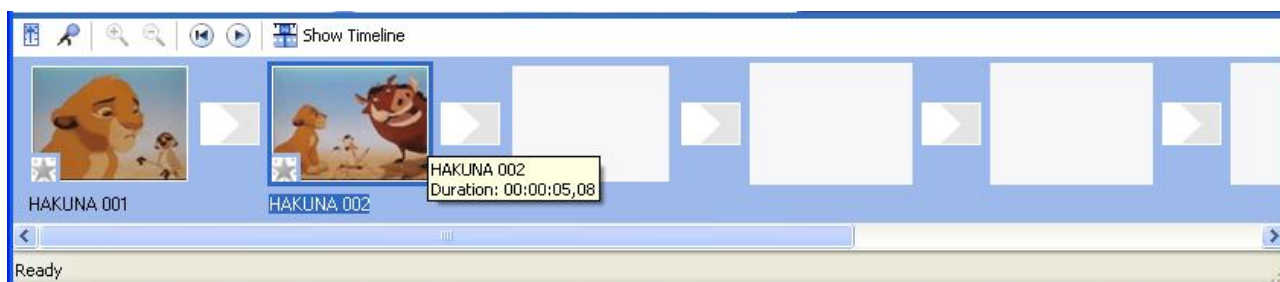 Show Timeline
HAKUNA 002
Duration: 00:00:05,08
HAKUNA 001
HAKUNA 002
Ready